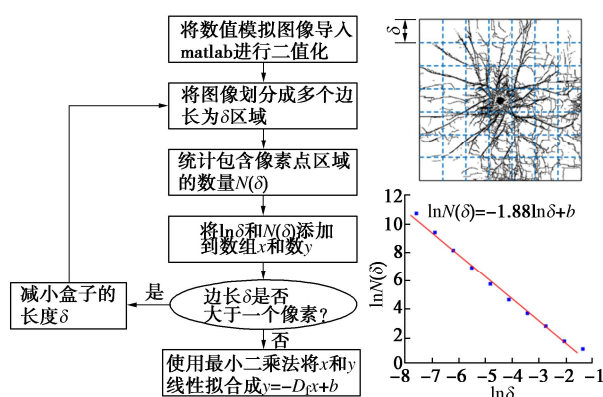 将数值模拟图像导入
matlab进行二值化
将图像划分成多个边
长为δ区域
统计包含像素点区域
的数量N(δ)
将lnδ和N(δ)添加
到数组x和数y
边长δ是否
大于一个像素?
是
减小盒子的
长度δ
否
使用最小二乘法将x和y
线性拟合成y=−D_f x+b
δ
lnN(δ)=−1.88lnδ+b
lnN(δ)
12
10
8
6
4
2
0
−8 −7 −6 −5 −4 −3 −2 −1
lnδ